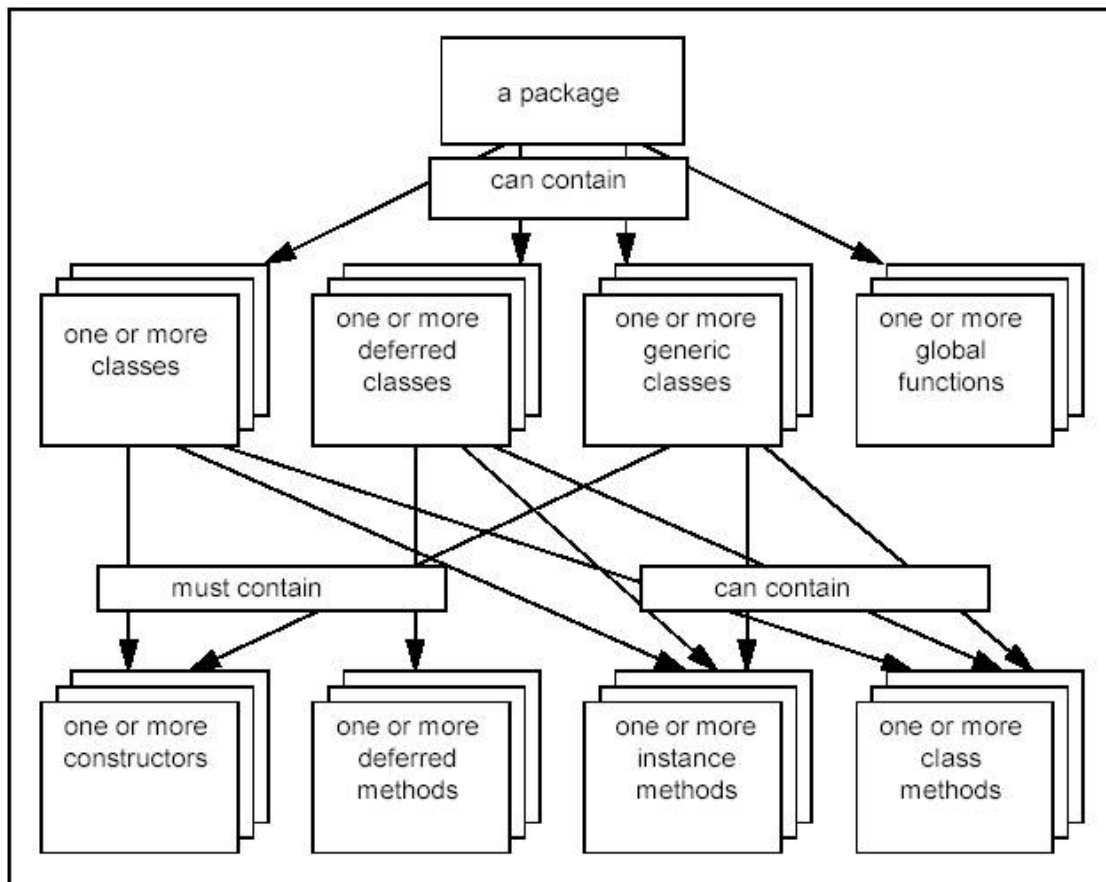 a package
can contain
one or more
classes
one or more
deferred
classes
one or more
generic
classes
one or more
global
functions
must contain
can contain
one or more
constructors
one or more
deferred
methods
one or more
instance
methods
one or more
class
methods